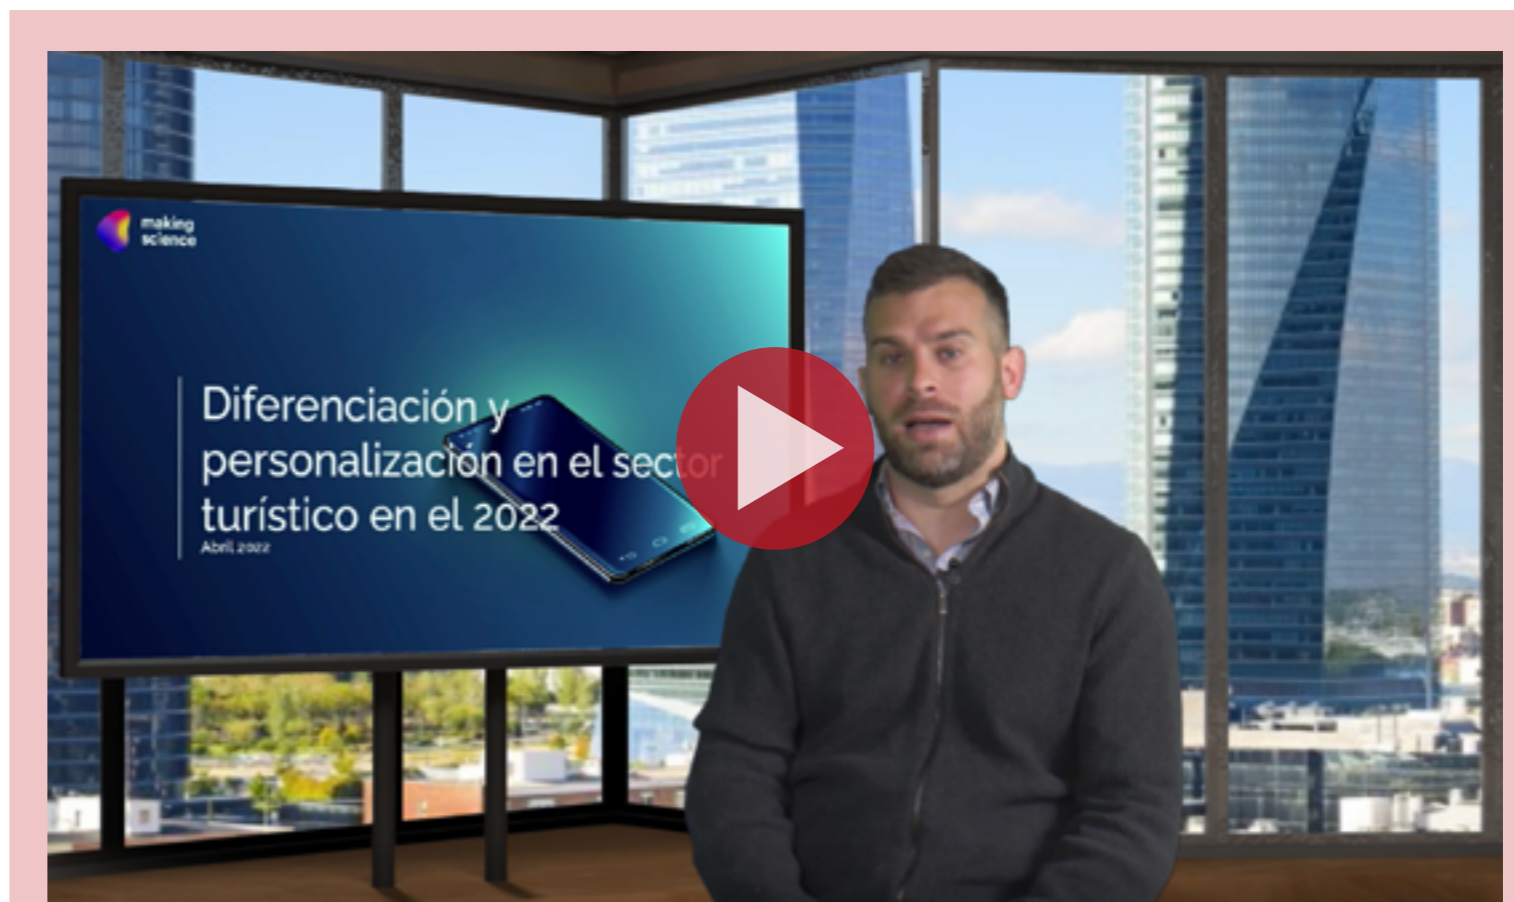 making
science
Diferenciación y
personalización en el sector
turístico en el 2022
Abril 2022